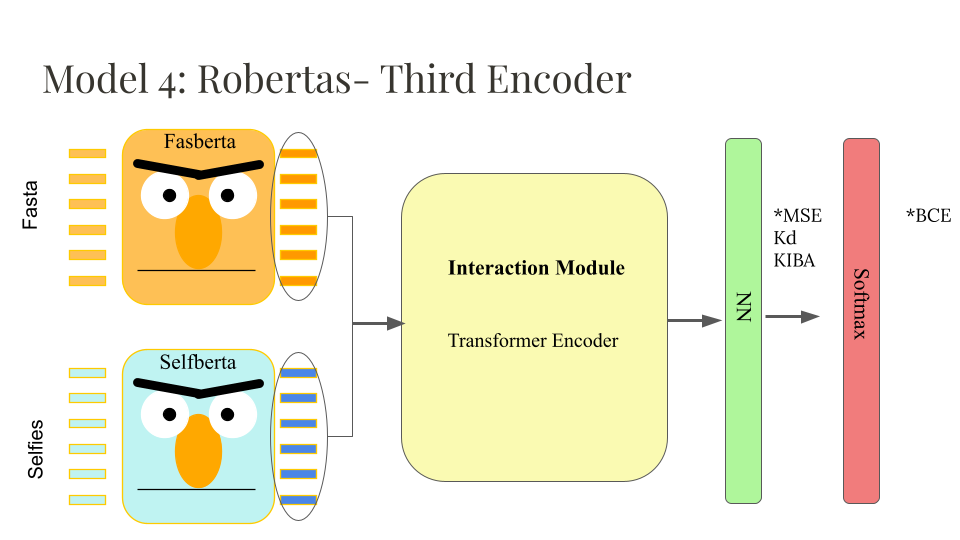 Model 4: Robertas- Third Encoder
Fasta
Fasberta
Selfies
Selfberta
Interaction Module
Transformer Encoder
NN
*MSE
Kd
KIBA
Softmax
*BCE